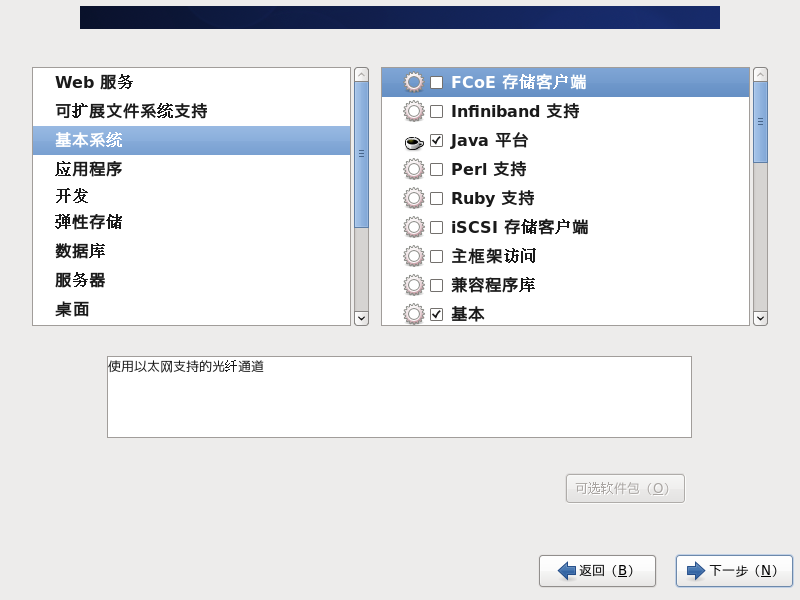 Web 服务
可扩展文件系统支持
基本系统
应用程序
开发
弹性存储
数据库
服务器
桌面
FCoE 存储客户端
Infiniband 支持
Java 平台
Perl 支持
Ruby 支持
iSCSI 存储客户端
主框架访问
兼容程序库
基本
使用以太网支持的光纤通道
可选软件包（O）
返回（B）
下一步（N）